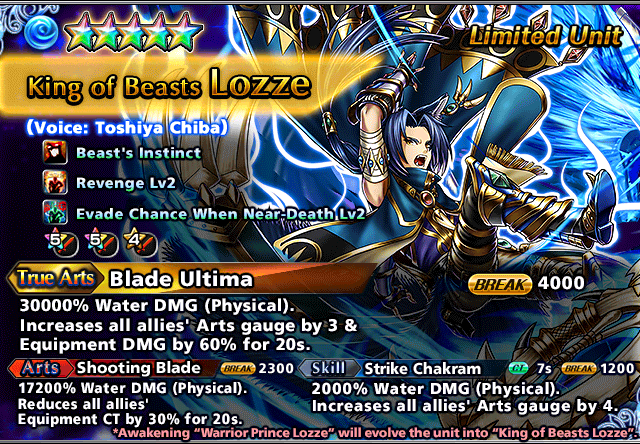 Limited Unit
King of Beasts Lozze
(Voice: Toshiya Chiba)
Beast's Instinct
Revenge Lv2
Evade Chance When Near-Death Lv2
5 5 4
True Arts Blade Ultima BREAK 4000
30000% Water DMG (Physical).
Increases all allies' Arts gauge by 3 &
Equipment DMG by 60% for 20s.
Arts Shooting Blade BREAK 2300
17200% Water DMG (Physical).
Reduces all allies'
Equipment CT by 30% for 20s.
Skill Strike Chakram CT 7s BREAK 1200
2000% Water DMG (Physical).
Increases all allies' Arts gauge by 4.
*Awakening "Warrior Prince Lozze" will evolve the unit into "King of Beasts Lozze".